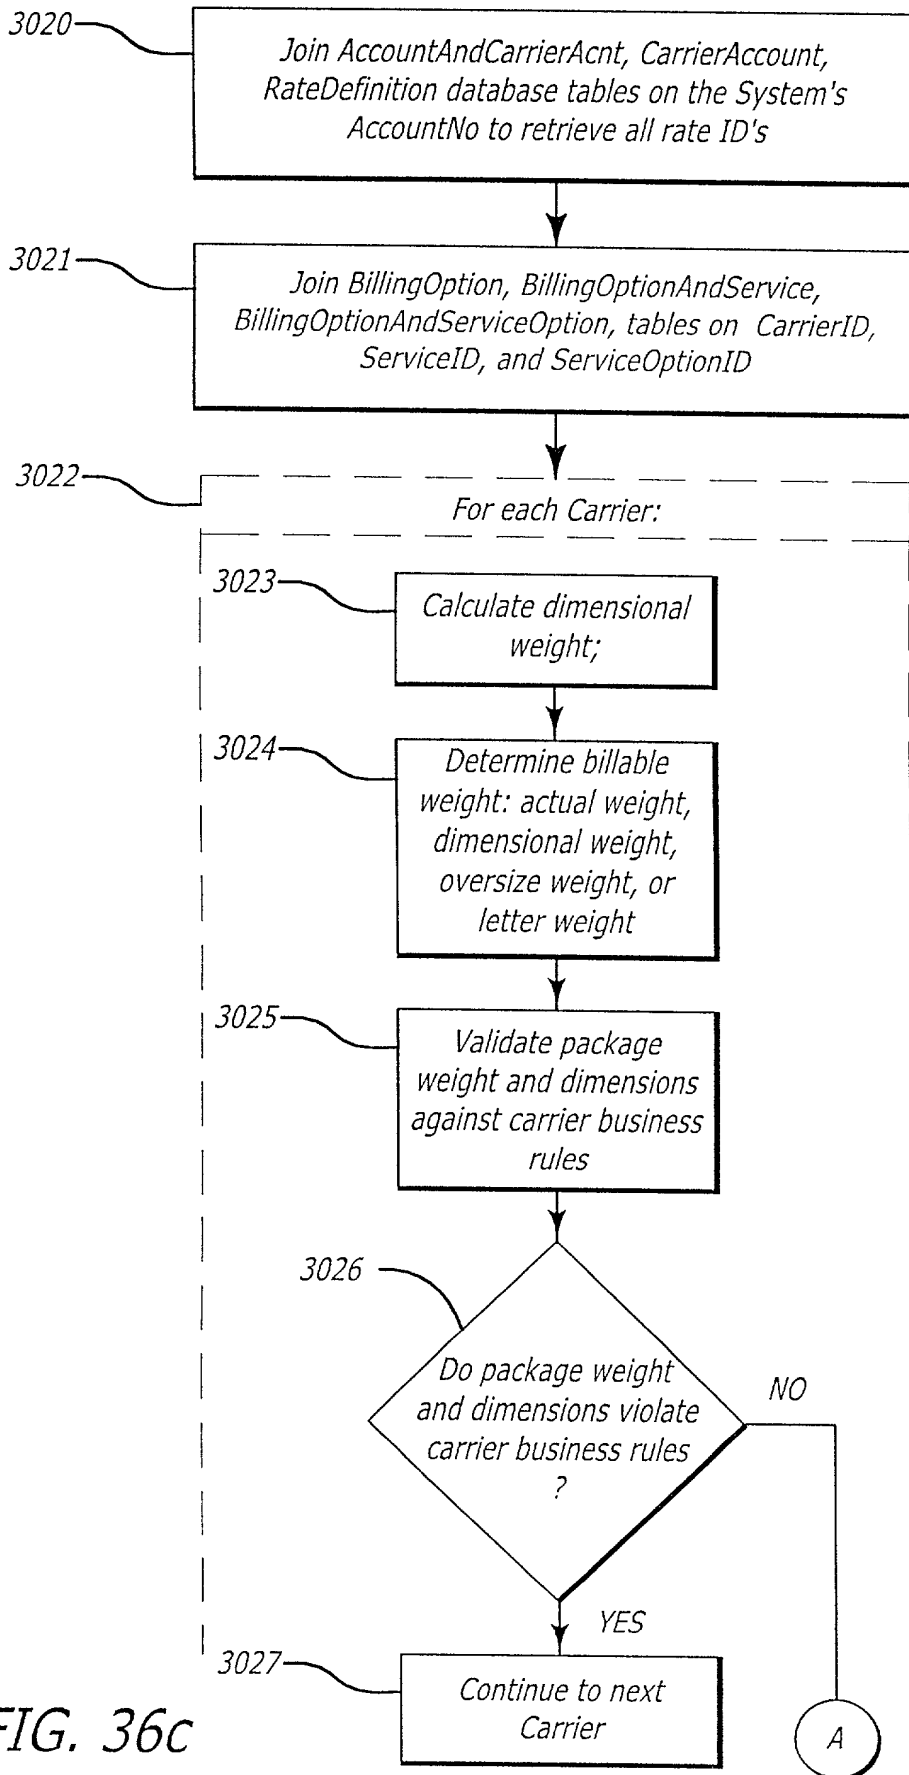 3020
Join AccountAndCarrierAcnt, CarrierAccount,
RateDefinition database tables on the System's
AccountNo to retrieve all rate ID's
3021
Join BillingOption, BillingOptionAndService,
BillingOptionAndServiceOption, tables on CarrierID,
ServiceID, and ServiceOptionID
3022
For each Carrier:
3023
Calculate dimensional
weight;
3024
Determine billable
weight: actual weight,
dimensional weight,
oversize weight, or
letter weight
3025
Validate package
weight and dimensions
against carrier business
rules
3026
Do package weight
and dimensions violate
carrier business rules
?
NO
YES
3027
Continue to next
Carrier
A
FIG. 36c